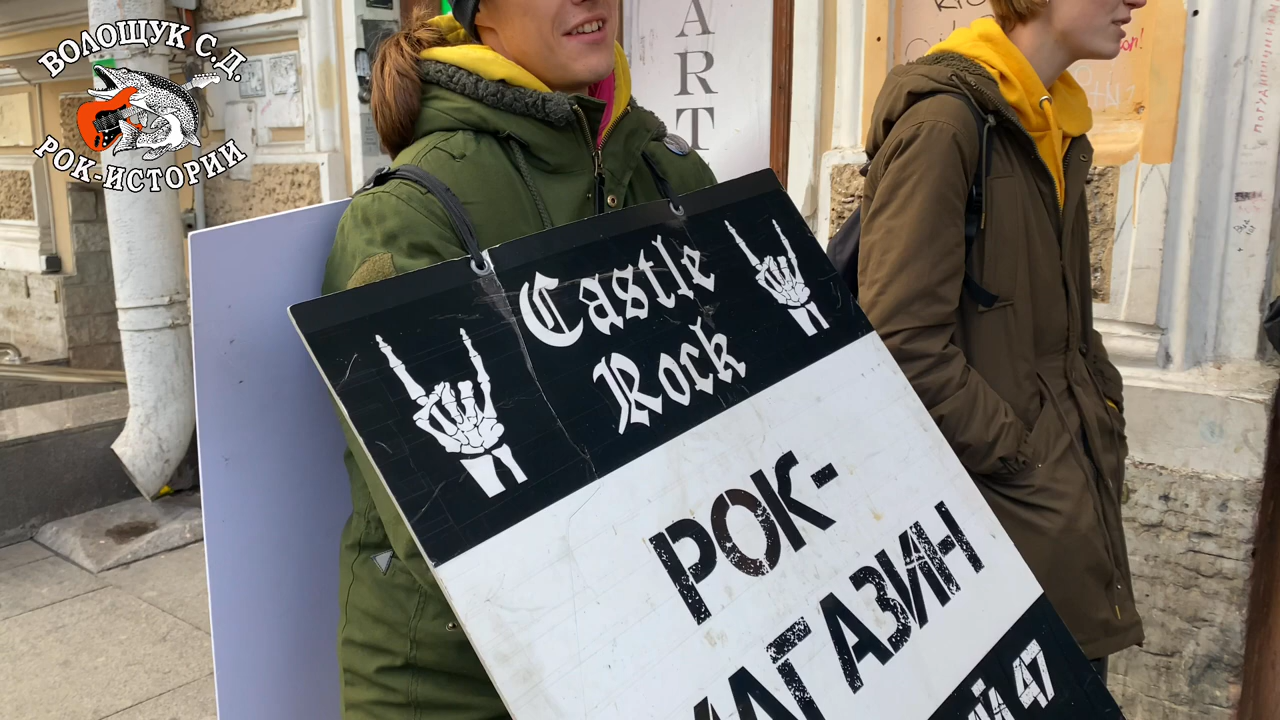 ВОЛОЩУК С.Д.
РОК-ИСТОРИИ
ART
Castle
Rock
РОК-
МАГАЗИН
47